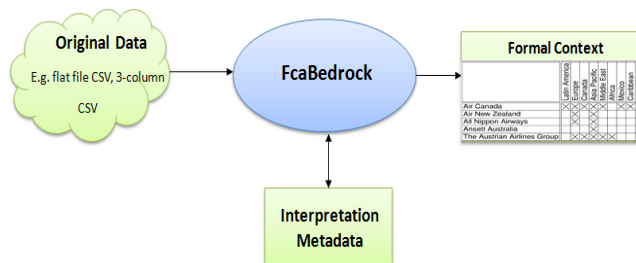 Original Data
E.g. flat file CSV, 3-column
CSV
FcaBedrock
Interpretation
Metadata
Formal Context
Latin America
Europe
Canada
Asia Pacific
Middle East
Africa
Mexico
Caribbean
Air Canada
Air New Zealand
All Nippon Airways
Ansett Australia
The Austrian Airlines Group